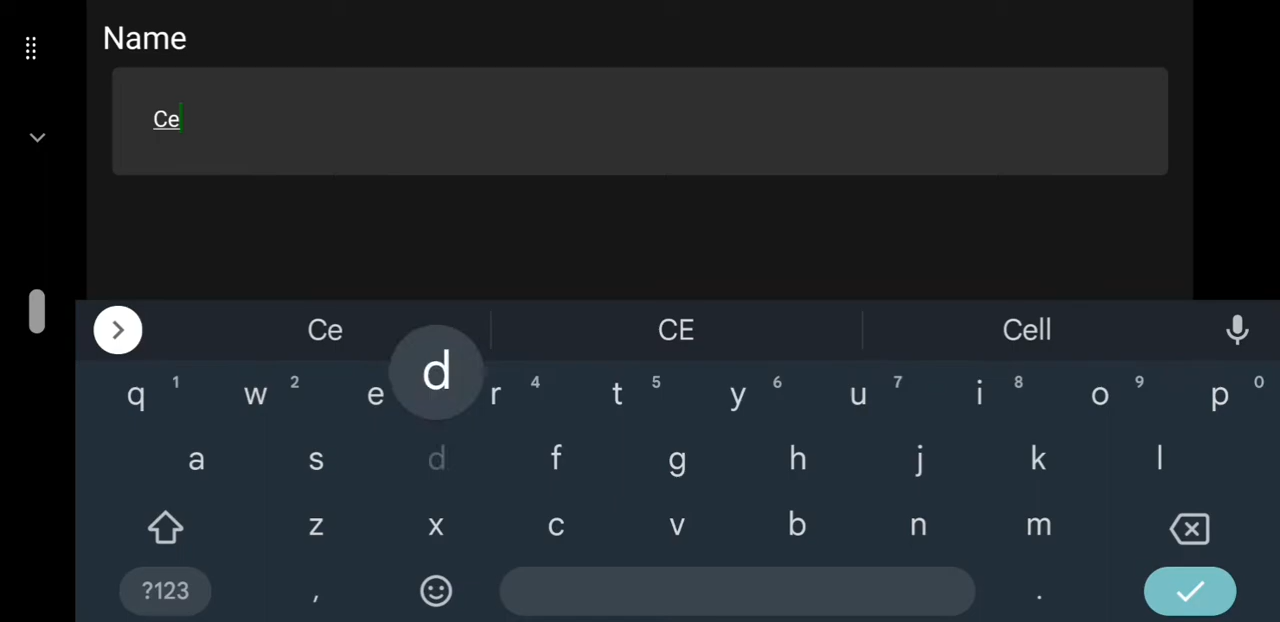 Name
Ce
Ce CE Cell
d
q 1 w 2 e r 4 t 5 y 6 u 7 i 8 o 9 p 0
a s d f g h j k l
z x c v b n m
?123 , .